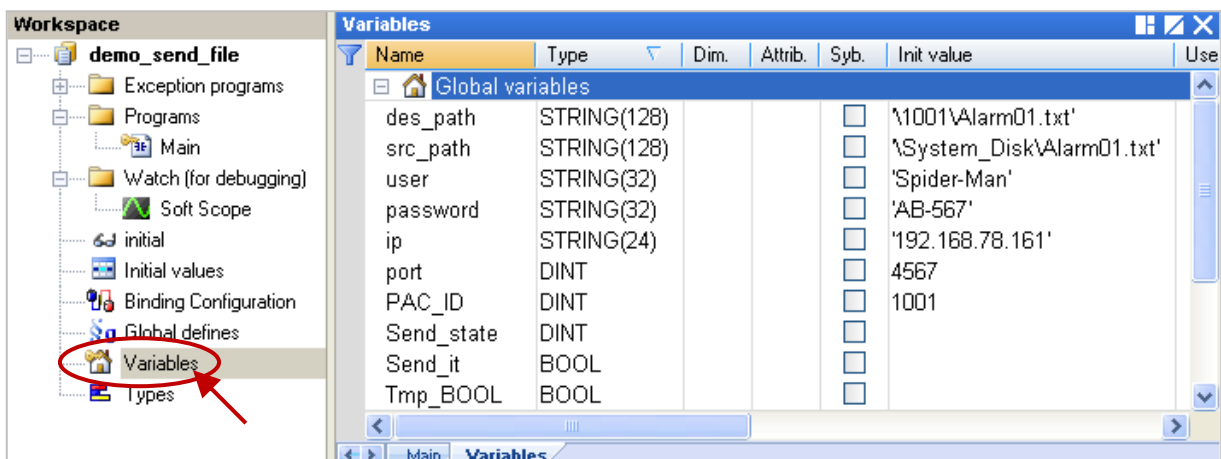 Workspace
demo_send_file
Exception programs
Programs
Main
Watch (for debugging)
Soft Scope
initial
Initial values
Binding Configuration
Global defines
Variables
Types
Variables
Name Type Dim. Attrib. Syb. Init value Use
Global variables
des_path STRING(128) '\1001\Alarm01.txt'
src_path STRING(128) '\System_Disk\Alarm01.txt'
user STRING(32) 'Spider-Man'
password STRING(32) 'AB-567'
ip STRING(24) '192.168.78.161'
port DINT 4567
PAC_ID DINT 1001
Send_state DINT
Send_it BOOL
Tmp_BOOL BOOL
Main Variables